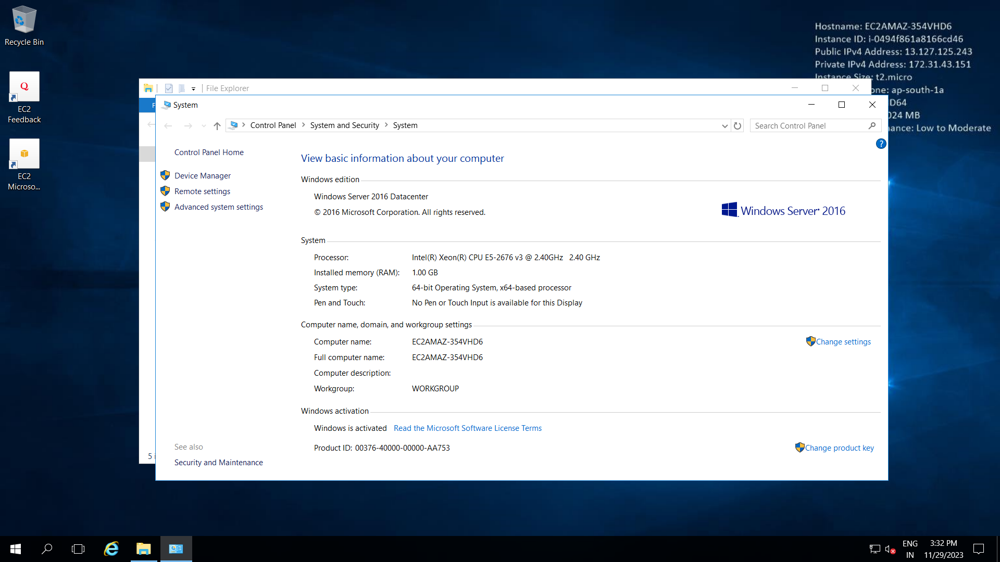 Recycle Bin
EC2
Feedback
EC2
Microso...
Hostname: EC2AMAZ-354VHD6
Instance ID: i-0494f861a8166cd46
Public IPv4 Address: 13.127.125.243
Private IPv4 Address: 172.31.43.151
Instance Size: t2.micro
one: ap-south-1a
D64
024 MB
ance: Low to Moderate
File Explorer
F
System
Control Panel > System and Security > System
Search Control Panel
?
Control Panel Home
Device Manager
Remote settings
Advanced system settings
View basic information about your computer
Windows edition
Windows Server 2016 Datacenter
© 2016 Microsoft Corporation. All rights reserved.
Windows Server® 2016
System
Processor: Intel(R) Xeon(R) CPU E5-2676 v3 @ 2.40GHz 2.40 GHz
Installed memory (RAM): 1.00 GB
System type: 64-bit Operating System, x64-based processor
Pen and Touch: No Pen or Touch Input is available for this Display
Computer name, domain, and workgroup settings
Computer name: EC2AMAZ-354VHD6
Change settings
Full computer name: EC2AMAZ-354VHD6
Computer description:
Workgroup: WORKGROUP
Windows activation
Windows is activated Read the Microsoft Software License Terms
Product ID: 00376-40000-00000-AA753
Change product key
See also
Security and Maintenance
5 i
ENG
IN
3:32 PM
11/29/2023